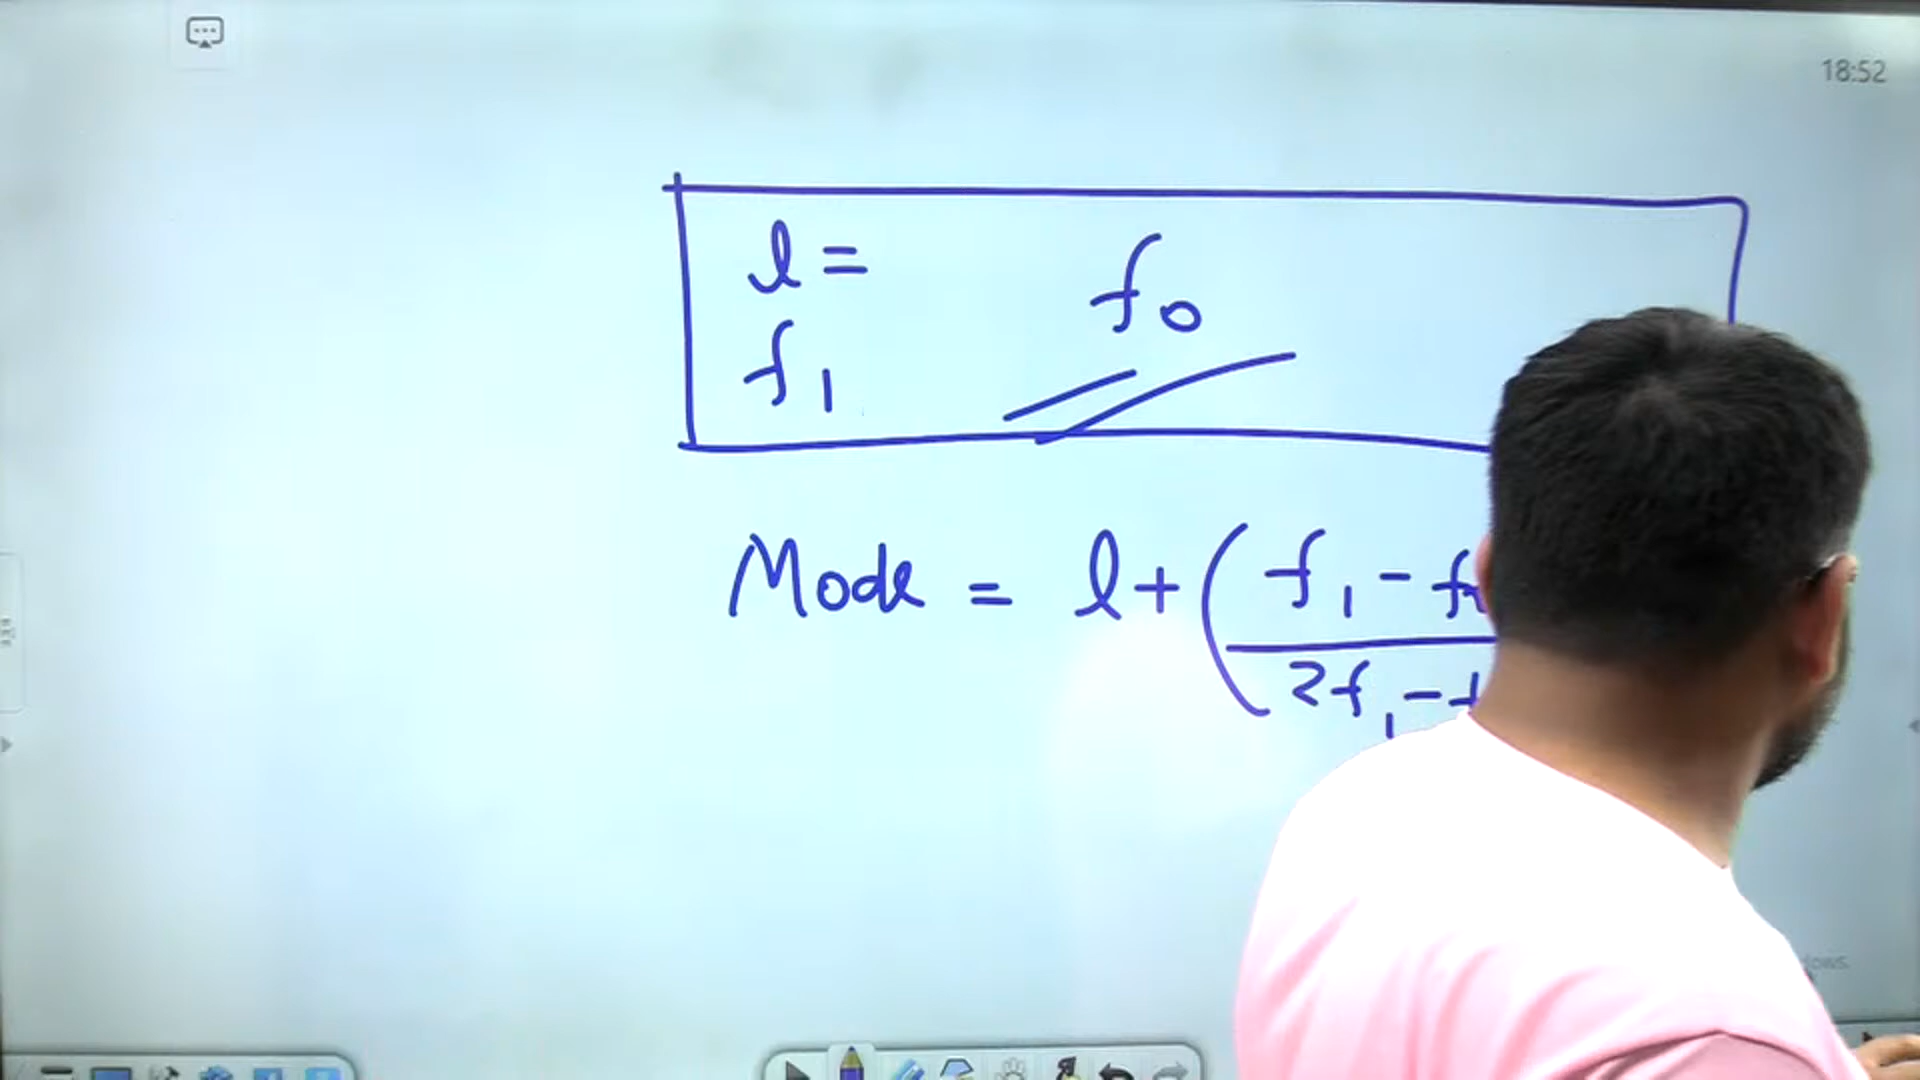 18:52
l =
f₀
f₁
Mode = l + ( f₁ - f
2f₁ -